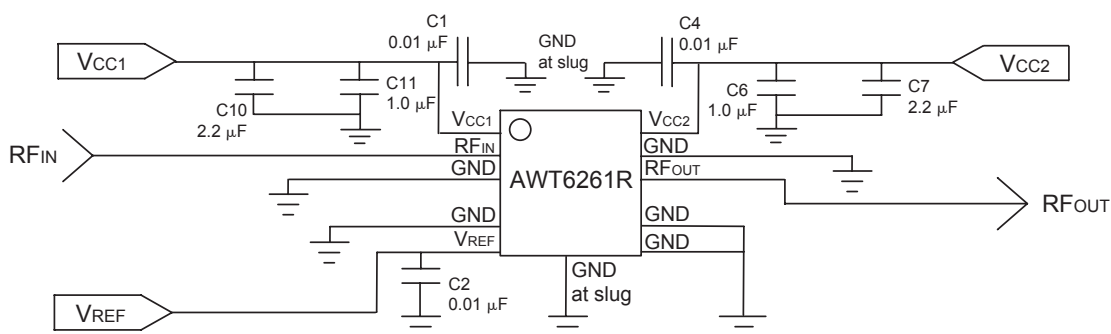 C1
0.01 µF
GND
at slug
C4
0.01 µF
VCC1
VCC2
C10
2.2 µF
C11
1.0 µF
C6
1.0 µF
C7
2.2 µF
VCC1
VCC2
RFIN
RFIN
GND
GND
RFOUT
AWT6261R
RFOUT
GND
GND
VREF
GND
C2
0.01 µF
GND
at slug
VREF